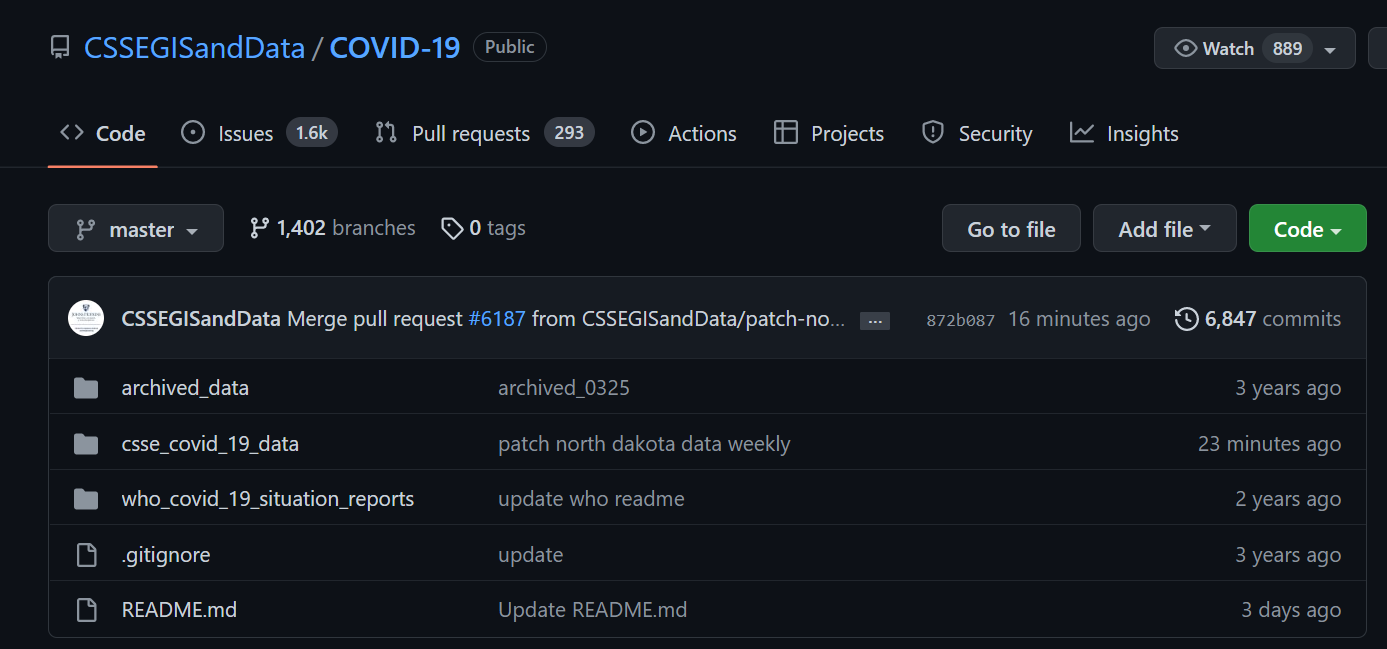 CSSEGISandData / COVID-19 Public Watch 889
Code Issues 1.6k Pull requests 293 Actions Projects Security Insights
master 1,402 branches 0 tags Go to file Add file Code
CSSEGISandData Merge pull request #6187 from CSSEGISandData/patch-no... ... 872b087 16 minutes ago 6,847 commits
archived_data archived_0325 3 years ago
csse_covid_19_data patch north dakota data weekly 23 minutes ago
who_covid_19_situation_reports update who readme 2 years ago
.gitignore update 3 years ago
README.md Update README.md 3 days ago